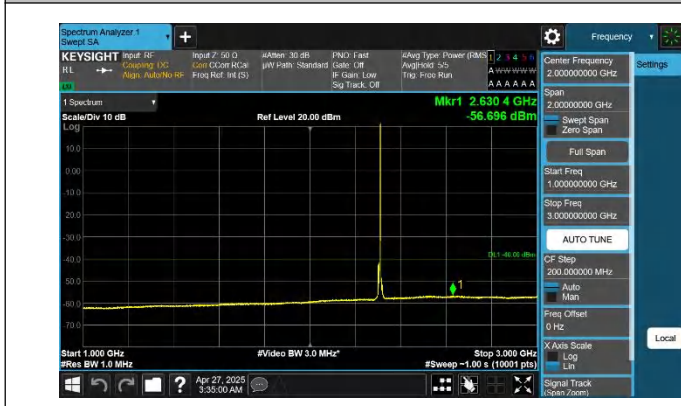 Spectrum Analyzer 1
Swept SA
+
Frequency
KEYSIGHT Input: RF
RL
Coupling: DC
Align: Auto/No RF
Input Z: 50 Ω
Corr CCorr RCal
Freq Ref: Int (S)
#Atten: 30 dB
µW Path: Standard
PNO: Fast
Gate: Off
IF Gain: Low
Sig Track: Off
#Avg Type: Power (RMS)
Avg|Hold: 5/5
Trig: Free Run
1 2 3 4 5 6
A W W W W W
A A A A A A
1 Spectrum
Scale/Div 10 dB
Log
Ref Level 20.00 dBm
Mkr1 2.630 4 GHz
-56.696 dBm
10.0
0.00
-10.0
-20.0
-30.0
-40.0
-50.0
-60.0
-70.0
1
Start 1.000 GHz
#Res BW 1.0 MHz
#Video BW 3.0 MHz*
Stop 3.000 GHz
#Sweep ~1.00 s (10001 pts)
Apr 27, 2025
3:35:00 AM
?
Center Frequency
2.000000000 GHz
Span
2.00000000 GHz
Swept Span
Zero Span
Full Span
Start Freq
1.000000000 GHz
Stop Freq
3.000000000 GHz
AUTO TUNE
CF Step
200.000000 MHz
Auto
Man
Freq Offset
0 Hz
X Axis Scale
Log
Lin
Signal Track
(Span Zoom)
Settings
Local